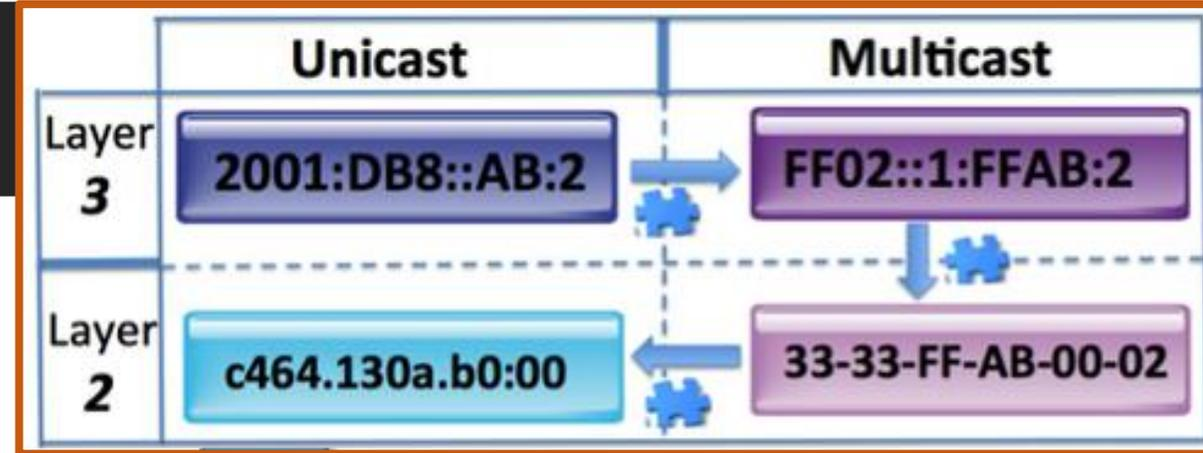 Unicast Multicast
Layer 3 2001:DB8::AB:2 FF02::1:FFAB:2
Layer 2 c464.130a.b0:00 33-33-FF-AB-00-02